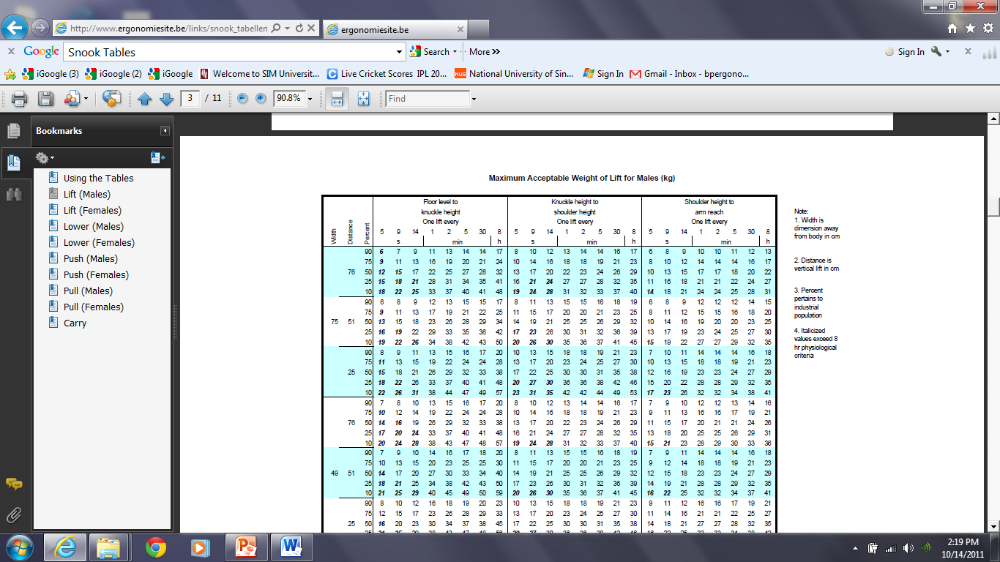 http://www.ergonomiesite.be/links/snook_tabellen
ergonomiesite.be
Google Snook Tables Search More >> Sign In
iGoogle (3) iGoogle (2) iGoogle Welcome to SIM Universit... Live Cricket Scores IPL 20... National University of Sin... Sign In Gmail - Inbox - bpergono...
3 / 11 90.8% Find
Bookmarks
Using the Tables
Lift (Males)
Lift (Females)
Lower (Males)
Lower (Females)
Push (Males)
Push (Females)
Pull (Males)
Pull (Females)
Carry
Maximum Acceptable Weight of Lift for Males (kg)
Floor level to Knuckle height to Shoulder height to
knuckle height shoulder height arm reach
One lift every One lift every One lift every
Width Distance Percent 5 9 14 1 2 5 30 8 5 9 14 1 2 5 30 8 5 9 14 1 2 5 30 8
s min h s min h s min h
90 6 7 9 11 13 14 14 17 8 10 12 13 14 14 16 17 6 8 9 10 10 11 12 13
75 9 11 13 16 19 20 21 24 10 14 16 18 18 19 21 23 8 10 12 14 14 14 16 17
76 50 12 15 17 22 25 27 28 32 13 17 20 22 23 24 26 29 10 13 15 17 17 18 20 22
25 15 18 21 28 31 34 35 41 16 21 24 27 27 28 32 35 11 16 18 21 21 22 24 27
10 18 22 25 33 37 40 41 48 19 24 28 31 32 33 37 40 14 18 21 24 24 25 28 31
90 6 8 9 12 13 15 15 17 8 11 13 15 15 16 18 19 6 8 9 12 12 12 14 15
75 9 11 13 17 19 21 22 25 11 15 17 20 20 21 23 25 8 11 12 15 15 16 18 20
75 51 50 13 15 18 23 26 28 29 34 14 19 21 25 25 26 29 32 10 14 16 19 20 20 23 25
25 16 19 22 29 33 35 36 42 17 23 26 30 31 32 36 39 13 17 19 23 24 25 27 30
10 19 22 26 34 38 42 43 50 20 26 30 35 36 37 41 45 15 19 22 27 27 29 32 35
90 8 9 11 13 15 16 17 20 10 13 15 18 18 19 21 23 7 10 11 14 14 14 16 18
75 11 13 15 19 22 24 24 28 13 17 20 23 24 25 27 30 10 13 15 18 18 19 21 23
25 50 15 18 21 26 29 32 33 38 17 22 25 30 30 31 35 38 12 16 19 23 23 24 27 29
25 18 22 26 33 37 40 41 48 20 27 30 36 36 38 42 46 15 20 22 28 28 29 32 35
10 22 26 31 38 44 47 49 57 23 31 35 42 42 44 49 53 17 23 26 32 32 34 38 41
90 7 8 10 13 15 16 17 20 8 10 12 13 14 14 16 17 7 9 10 12 12 13 14 16
75 10 12 14 19 22 24 24 28 10 14 16 18 18 19 21 23 9 11 13 16 16 17 19 21
76 50 14 16 19 26 29 32 33 38 13 17 20 22 23 24 26 29 11 15 17 20 21 21 24 26
25 17 20 24 33 37 40 41 48 16 21 24 27 27 28 32 35 13 18 20 25 25 26 29 31
10 20 24 28 38 43 47 48 57 19 24 28 31 32 33 37 40 15 21 23 28 29 30 33 36
90 7 9 10 14 16 17 18 20 8 11 13 15 15 16 18 19 7 9 11 14 14 14 16 18
75 10 13 15 20 23 25 25 30 11 15 17 20 20 21 23 25 9 12 14 18 18 19 21 23
49 51 50 14 17 20 27 30 33 34 40 14 19 21 25 25 26 29 32 12 15 18 23 23 24 27 29
25 18 21 25 34 38 42 43 50 17 23 26 30 31 32 36 39 14 19 21 28 28 29 32 35
10 21 25 29 40 45 49 50 59 20 26 30 35 36 37 41 45 16 22 25 32 32 34 37 41
90 8 10 12 16 18 19 20 23 10 13 15 18 18 19 21 23 9 11 12 16 16 17 19 21
75 12 15 17 23 26 28 29 33 13 17 20 23 24 25 27 30 11 14 16 21 21 22 25 27
25 50 16 20 23 30 34 37 38 45 17 22 25 30 30 31 35 38 14 18 21 27 27 28 32 35
Note:
1. Width is
dimension away
from body in cm
2. Distance is
vertical lift in cm
3. Percent
pertains to
industrial
population
4. Italicized
values exceed 8
hr physiological
criteria
2:19 PM
10/14/2011